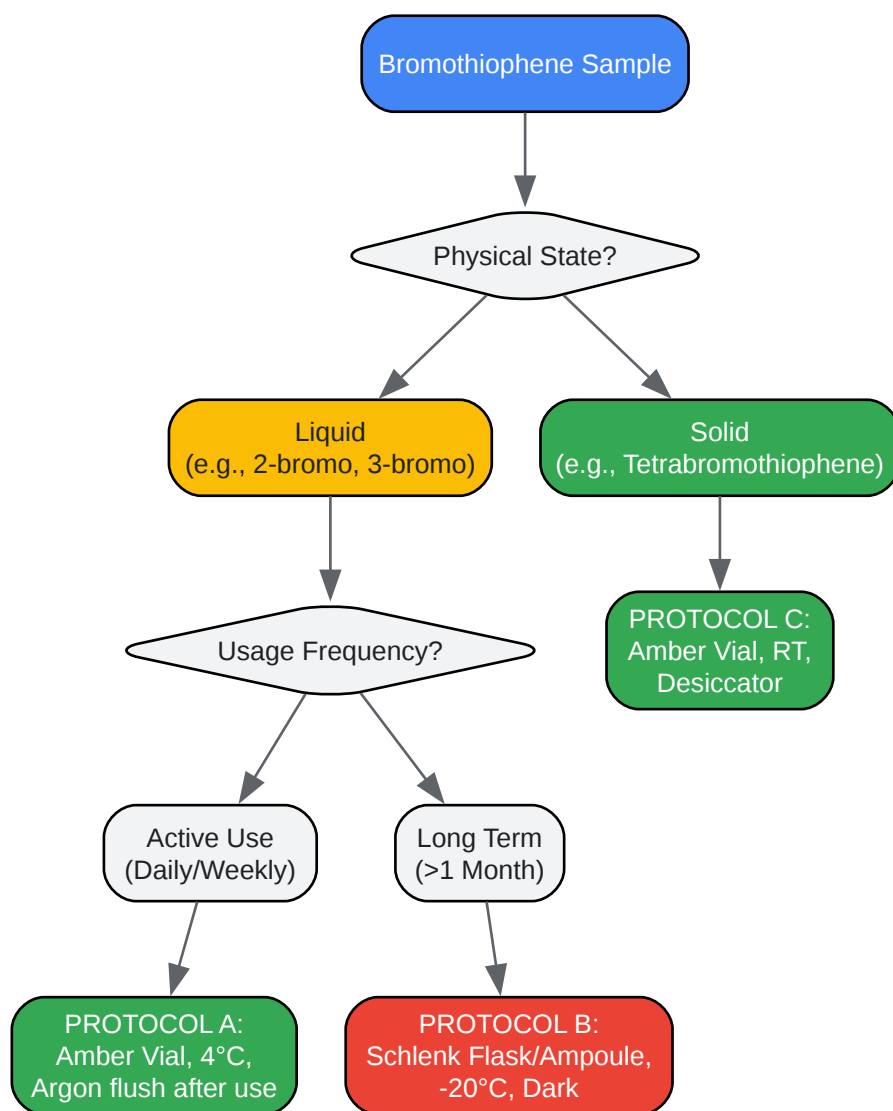 Bromothiophene Sample
Physical State?
Liquid
(e.g., 2-bromo, 3-bromo)
Solid
(e.g., Tetrabromothiophene)
Usage Frequency?
PROTOCOL C:
Amber Vial, RT,
Desiccator
Active Use
(Daily/Weekly)
Long Term
(>1 Month)
PROTOCOL A:
Amber Vial, 4°C,
Argon flush after use
PROTOCOL B:
Schlenk Flask/Ampoule,
-20°C, Dark